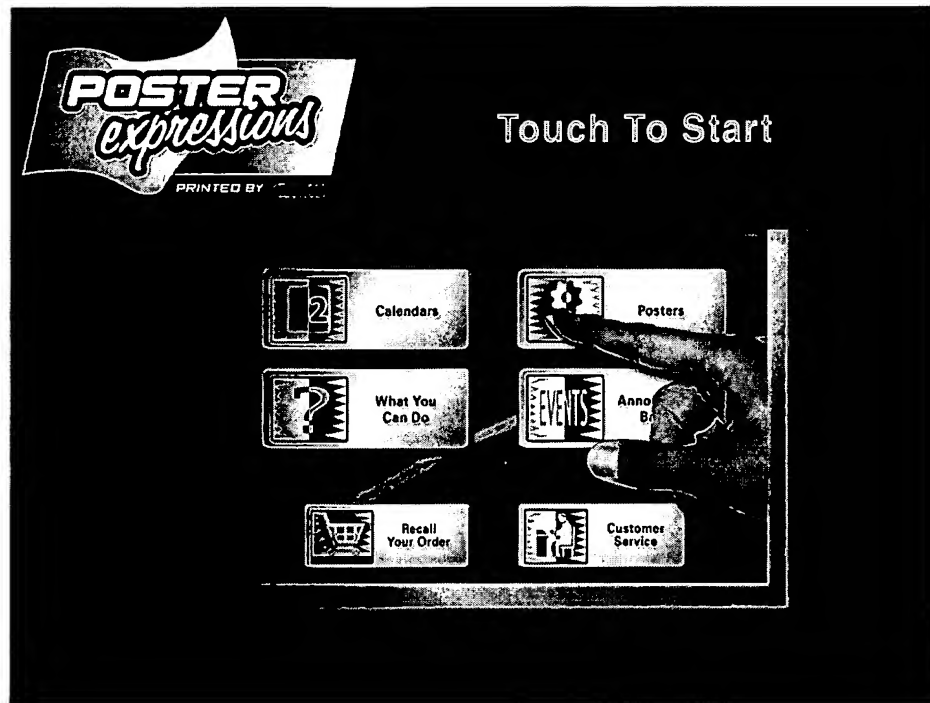 POSTER
expressions
PRINTED BY
Touch To Start
2
Calendars
Posters
?
What You
Can Do
EVENTS
Recall
Your Order
Customer
Service